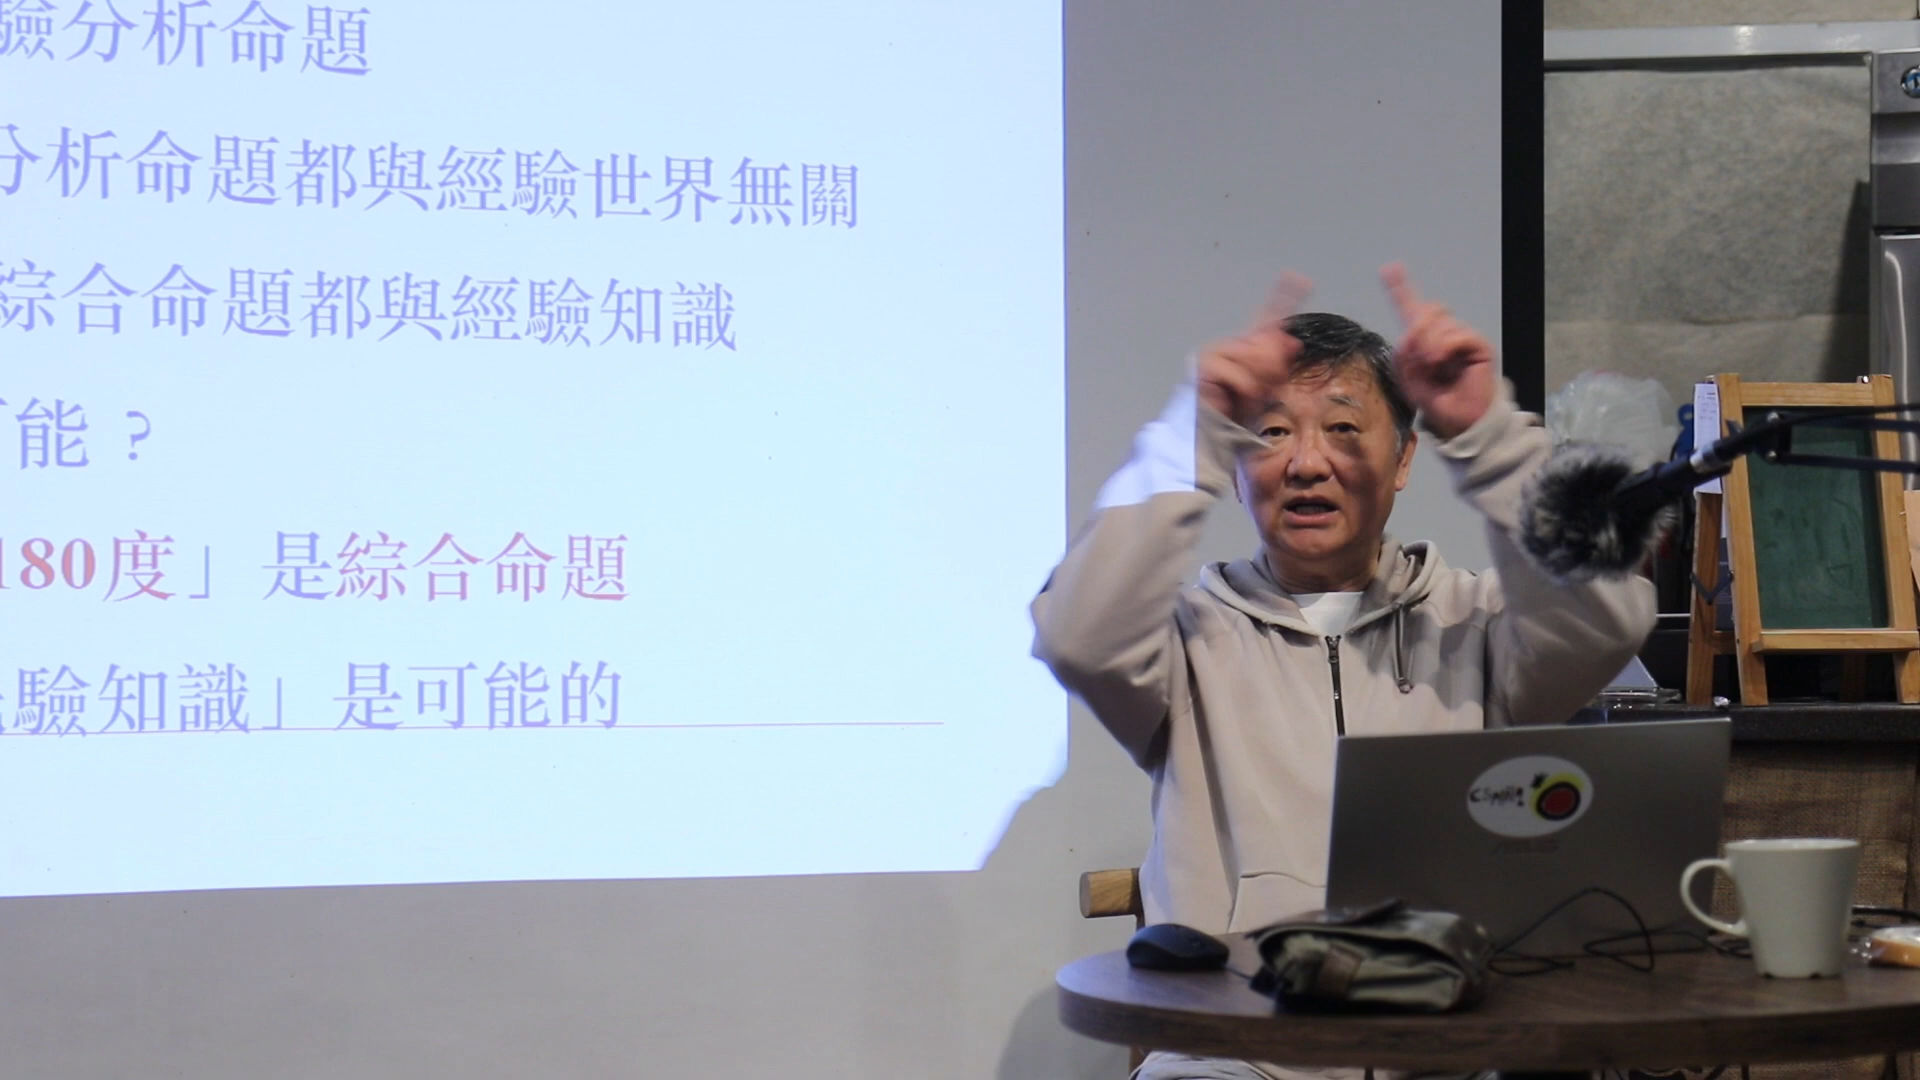 驗分析命題
分析命題都與經驗世界無關
綜合命題都與經驗知識
可能？
180度」是綜合命題
驗知識」是可能的